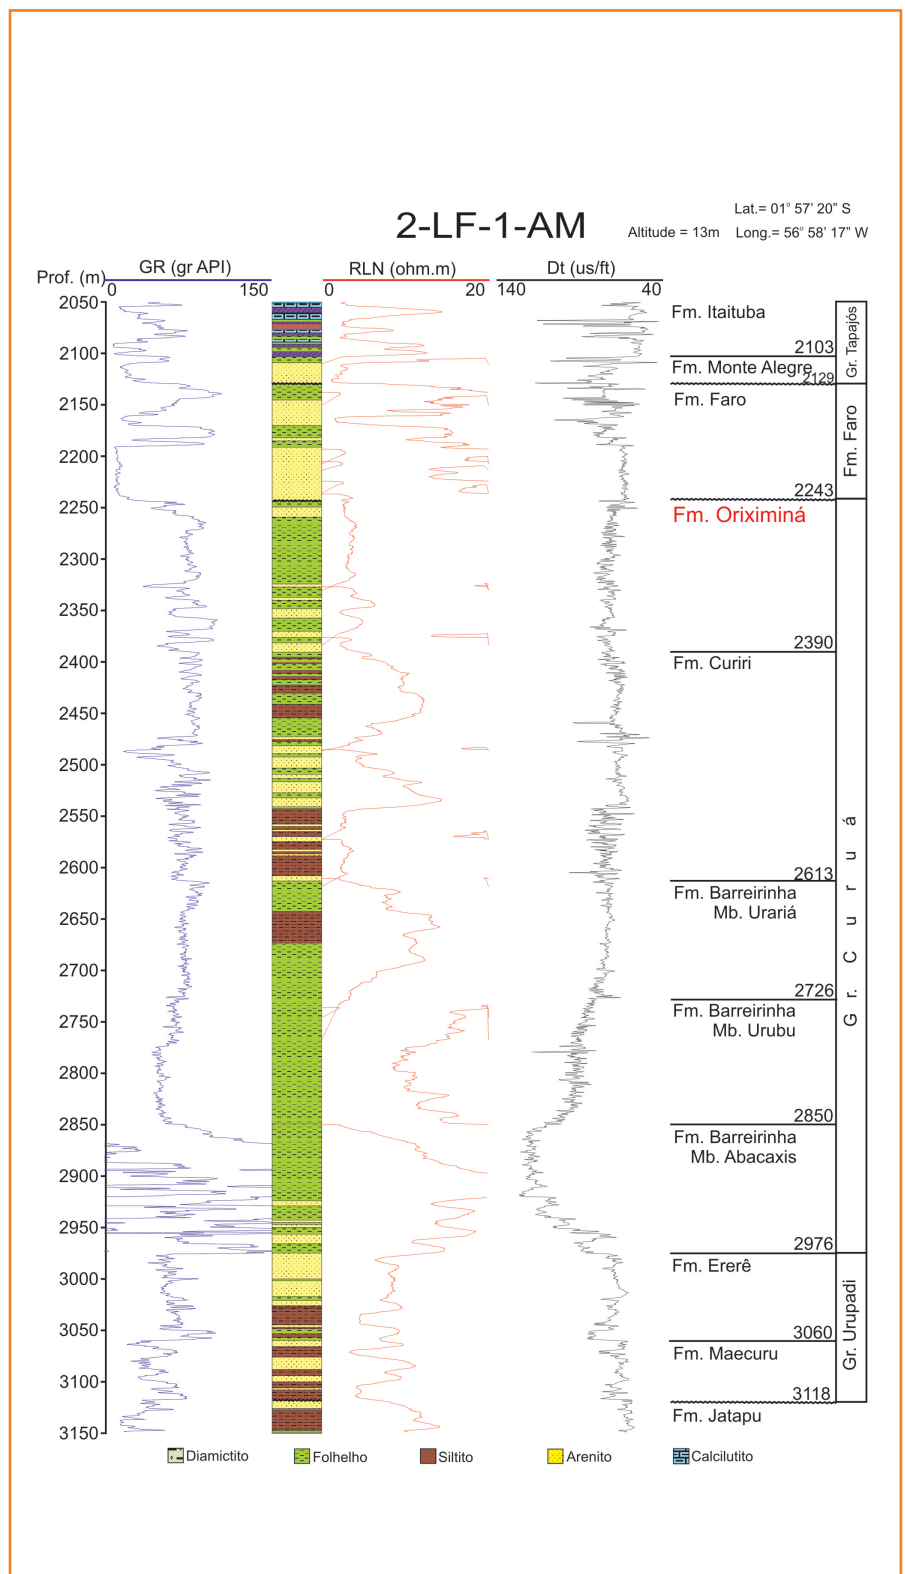 2-LF-1-AM
Lat.= 01° 57' 20" S
Altitude = 13m Long.= 56° 58' 17" W
Prof. (m)
GR (gr API)
RLN (ohm.m)
Dt (us/ft)
0 150
0 20
140 40
2050
2100
2150
2200
2250
2300
2350
2400
2450
2500
2550
2600
2650
2700
2750
2800
2850
2900
2950
3000
3050
3100
3150
Fm. Itaituba
2103
Fm. Monte Alegre
2129
Fm. Faro
2243
Fm. Oriximiná
2390
Fm. Curiri
2613
Fm. Barreirinha
Mb. Urariá
2726
Fm. Barreirinha
Mb. Urubu
2850
Fm. Barreirinha
Mb. Abacaxis
2976
Fm. Ererê
3060
Fm. Maecuru
3118
Fm. Jatapu
Gr. Tapajós
Fm. Faro
Gr. Curuá
Gr. Urupadi
Diamictito
Folhelho
Siltito
Arenito
Calcilutito